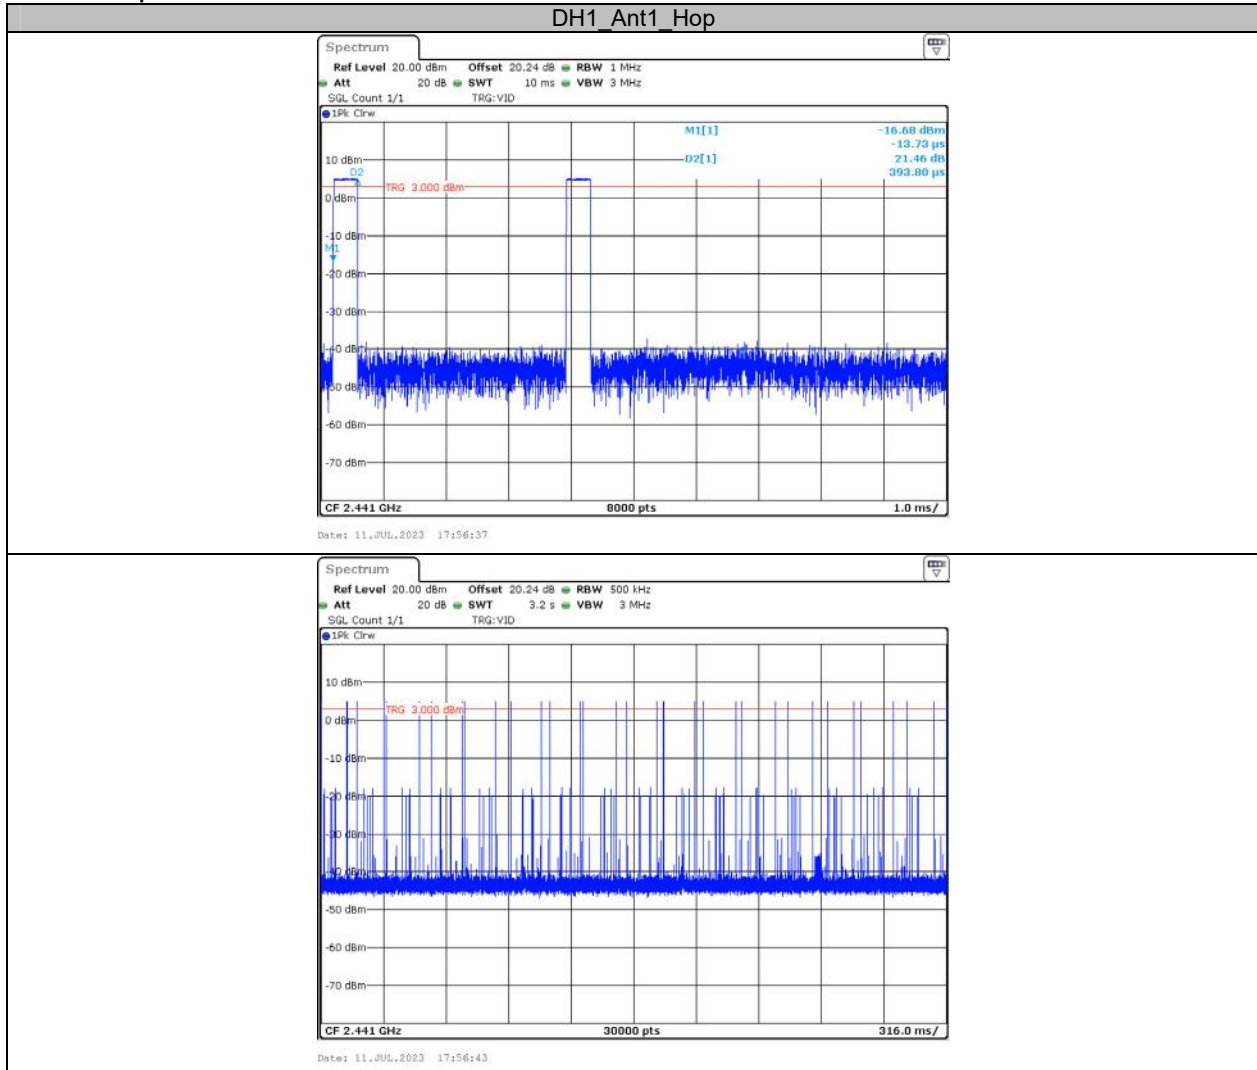 DH1_Ant1_Hop
Spectrum
Ref Level 20.00 dBm Offset 20.24 dB RBW 1 MHz
Att 20 dB SWT 10 ms VBW 3 MHz
SGL Count 1/1 TRG:VID
1Pk Clrw
M1[1] -16.68 dBm
-13.73 µs
10 dBm D2[1] 21.46 dB
D2 393.80 µs
TRG 3.000 dBm
0 dBm
-10 dBm
M1
-20 dBm
-30 dBm
-40 dBm
-50 dBm
-60 dBm
-70 dBm
CF 2.441 GHz 8000 pts 1.0 ms/
Date: 11.JUL.2023 17:56:37
Spectrum
Ref Level 20.00 dBm Offset 20.24 dB RBW 500 kHz
Att 20 dB SWT 3.2 s VBW 3 MHz
SGL Count 1/1 TRG:VID
1Pk Clrw
10 dBm
TRG 3.000 dBm
0 dBm
-10 dBm
-20 dBm
-30 dBm
-40 dBm
-50 dBm
-60 dBm
-70 dBm
CF 2.441 GHz 30000 pts 316.0 ms/
Date: 11.JUL.2023 17:56:43